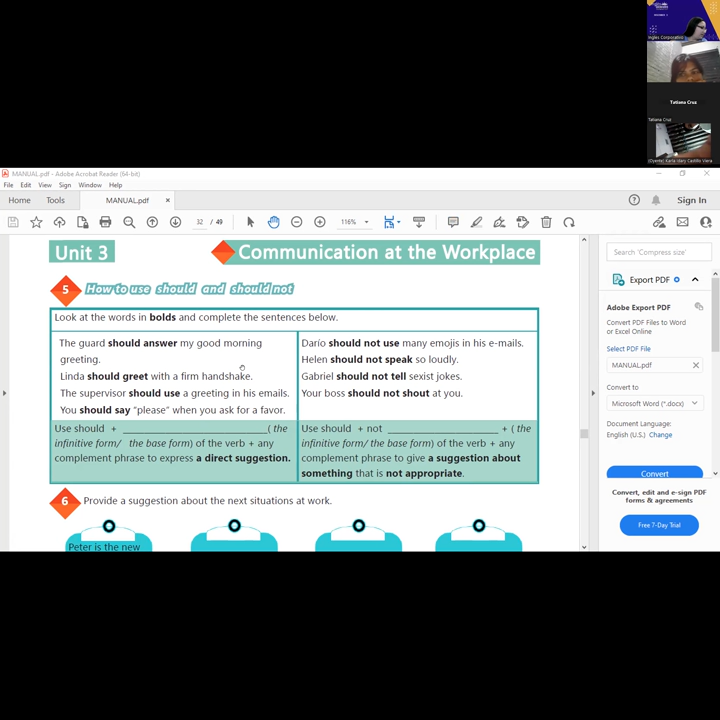 Ingles Corporativo
Tatiana Cruz
Tatiana Cruz
(Oyente) Karla Mary Castillo Viera
MANUAL.pdf - Adobe Acrobat Reader (64-bit)
File Edit View Sign Window Help
Home Tools MANUAL.pdf × Sign In
32 / 49 116%
Unit 3 Communication at the Workplace
5 How to use should and should not
Look at the words in bolds and complete the sentences below.
The guard should answer my good morning
greeting.
Linda should greet with a firm handshake.
The supervisor should use a greeting in his emails.
You should say "please" when you ask for a favor.
Darío should not use many emojis in his e-mails.
Helen should not speak so loudly.
Gabriel should not tell sexist jokes.
Your boss should not shout at you.
Use should + ____________________________( the
infinitive form/ the base form) of the verb + any
complement phrase to express a direct suggestion.
Use should + not ______________________ + ( the
infinitive form/ the base form) of the verb + any
complement phrase to give a suggestion about
something that is not appropriate.
6 Provide a suggestion about the next situations at work.
Peter is the new
Search 'Compress size'
Export PDF
Adobe Export PDF
Convert PDF Files to Word
or Excel Online
Select PDF File
MANUAL.pdf ×
Convert to
Microsoft Word (*.docx)
Document Language:
English (U.S.) Change
Convert
Convert, edit and e-sign PDF
forms & agreements
Free 7-Day Trial